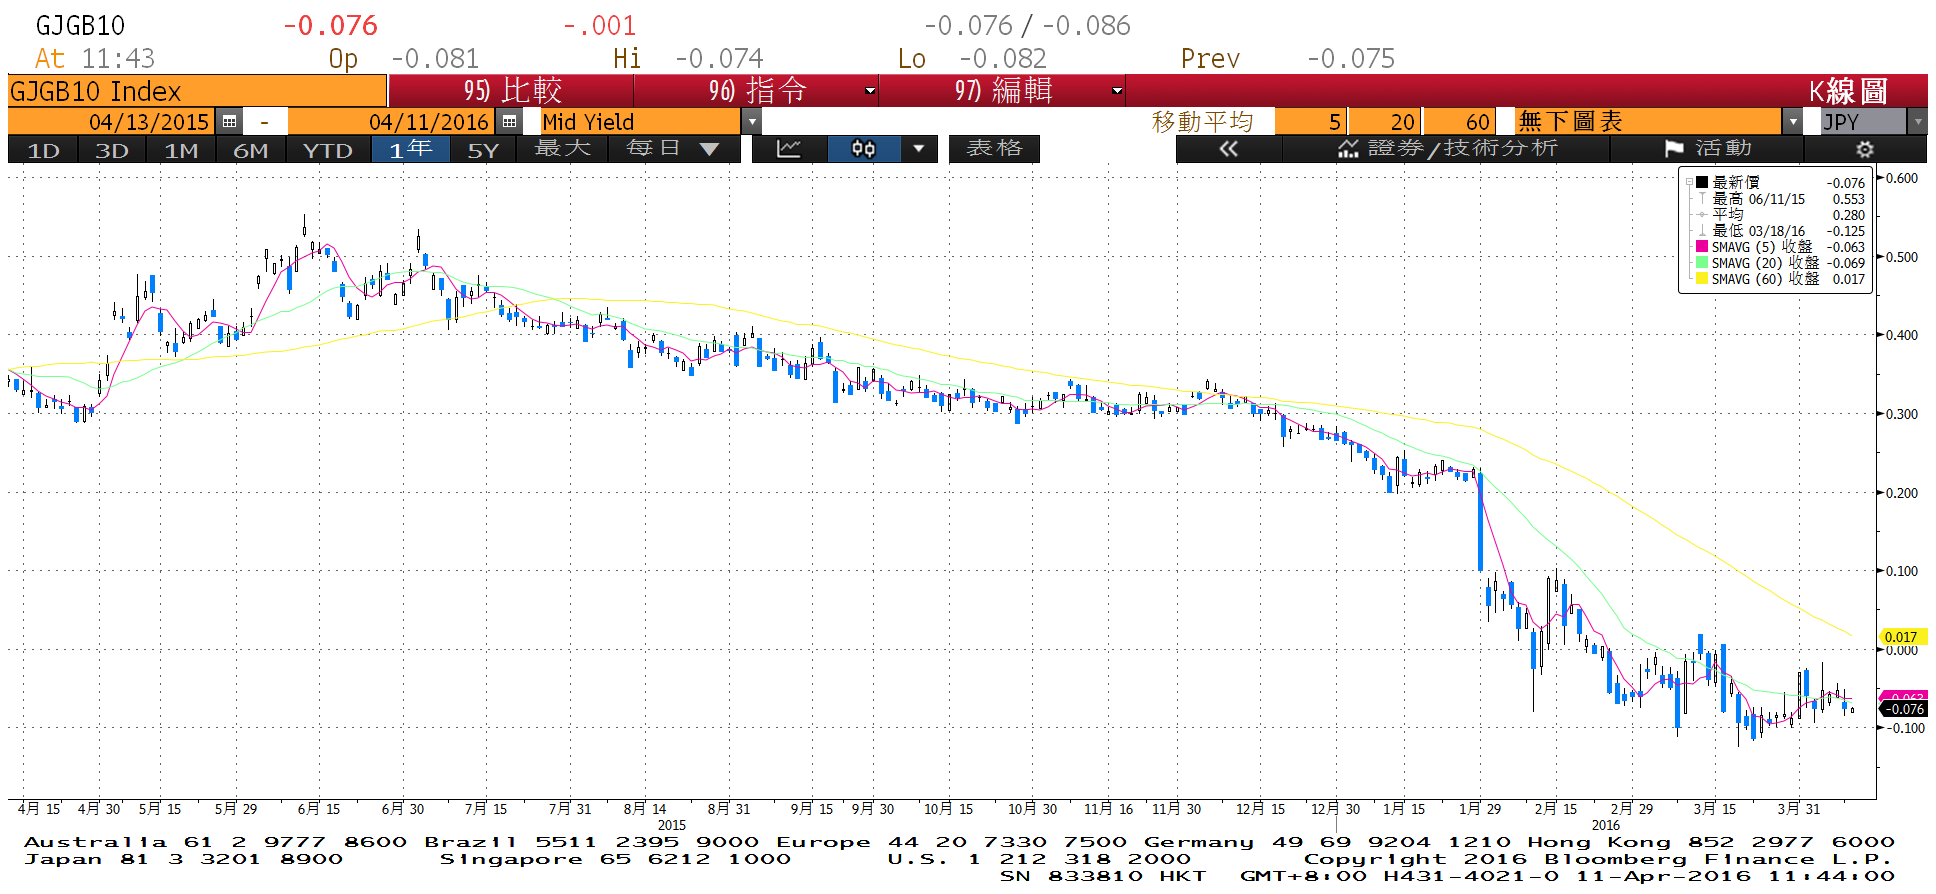 GJGB10 -0.076 -.001 -0.076 / -0.086
At 11:43 Op -0.081 Hi -0.074 Lo -0.082 Prev -0.075
GJGB10 Index 95) 比較 96) 指令 97) 編輯 K線圖
04/13/2015 - 04/11/2016 Mid Yield 移動平均 5 20 60 無下圖表 JPY
1D 3D 1M 6M YTD 1年 5Y 最大 每日 表格 證券/技術分析 活動
最新價 -0.076
最高 06/11/15 0.553
平均 0.280
最低 03/18/16 -0.125
SMAVG (5) 收盤 -0.063
SMAVG (20) 收盤 -0.069
SMAVG (60) 收盤 0.017
0.600
0.500
0.400
0.300
0.200
0.100
0.017
0.000
-0.063
-0.076
-0.100
4月 15 4月 30 5月 15 5月 29 6月 15 6月 30 7月 15 7月 31 8月 14 8月 31 9月 15 9月 30 10月 15 10月 30 11月 16 11月 30 12月 15 12月 30 1月 15 1月 29 2月 15 2月 29 3月 15 3月 31
2015 2016
Australia 61 2 9777 8600 Brazil 5511 2395 9000 Europe 44 20 7330 7500 Germany 49 69 9204 1210 Hong Kong 852 2977 6000
Japan 81 3 3201 8900 Singapore 65 6212 1000 U.S. 1 212 318 2000 Copyright 2016 Bloomberg Finance L.P.
SN 833810 HKT GMT+8:00 H431-4021-0 11-Apr-2016 11:44:00